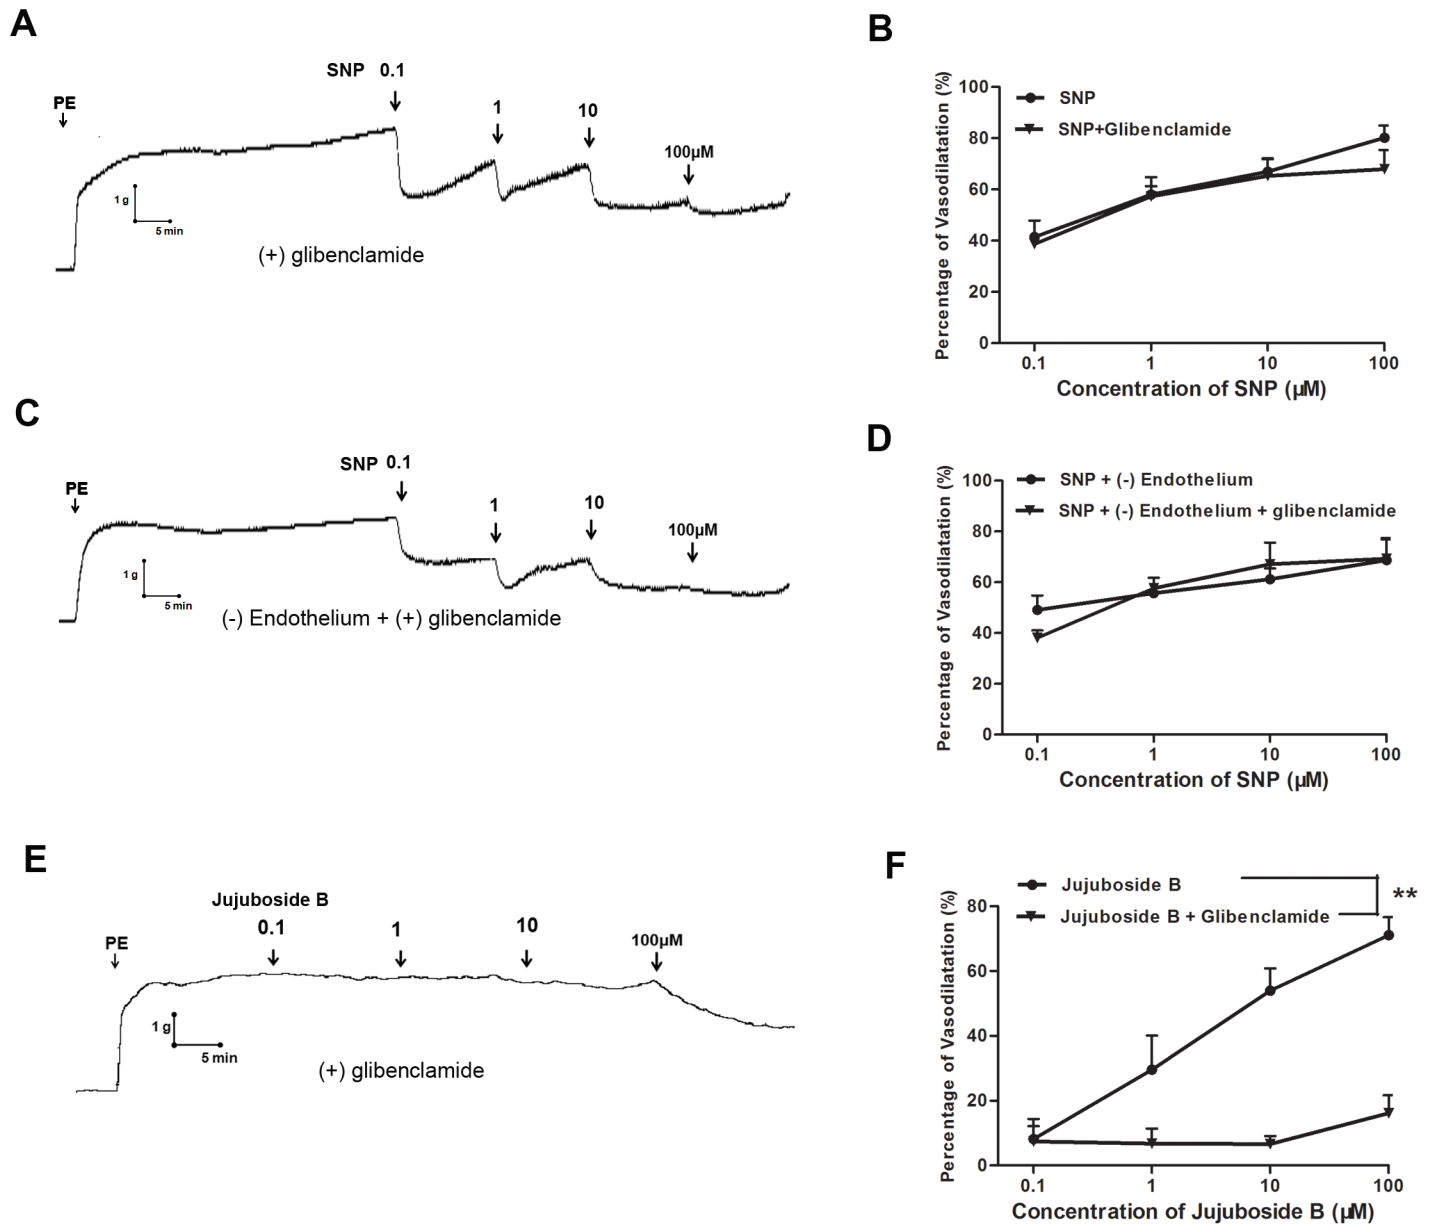 A
SNP 0.1
PE
1
10
100µM
1 g
5 min
(+) glibenclamide
B
SNP
SNP+Glibenclamide
Percentage of Vasodilatation (%)
100
80
60
40
20
0
0.1 1 10 100
Concentration of SNP (µM)
C
SNP 0.1
PE
1
10
100µM
1 g
5 min
(-) Endothelium + (+) glibenclamide
D
SNP + (-) Endothelium
SNP + (-) Endothelium + glibenclamide
Percentage of Vasodilatation (%)
100
80
60
40
20
0
0.1 1 10 100
Concentration of SNP (µM)
E
Jujuboside B
0.1
1
10
100µM
PE
1 g
5 min
(+) glibenclamide
F
Jujuboside B
Jujuboside B + Glibenclamide
**
Percentage of Vasodilatation (%)
80
60
40
20
0
0.1 1 10 100
Concentration of Jujuboside B (µM)